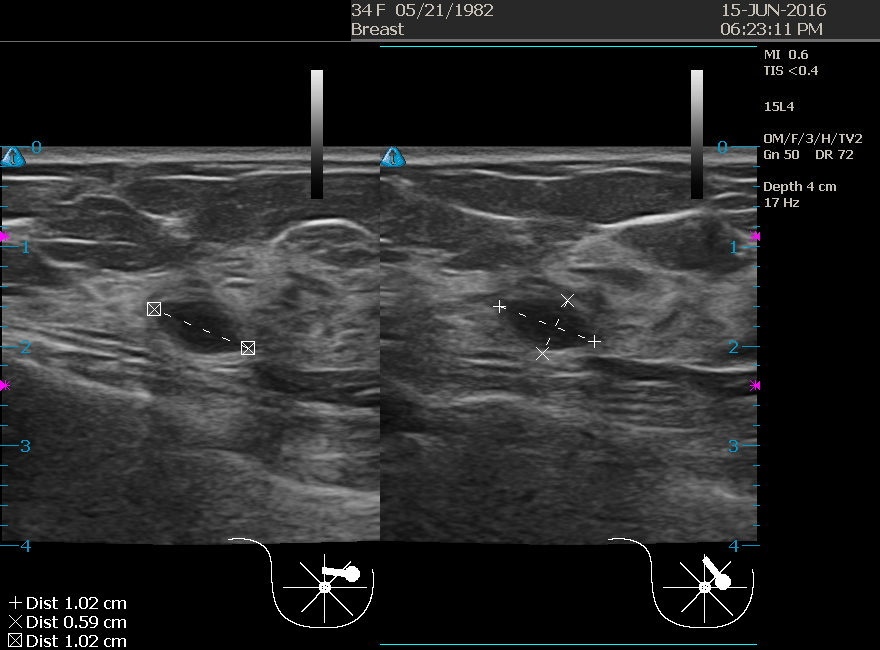 34 F 05/21/1982 15-JUN-2016
Breast 06:23:11 PM
MI 0.6
TIS <0.4
15L4
OM/F/3/H/TV2
Gn 50 DR 72
Depth 4 cm
17 Hz
0 0
1 1
2 2
3 3
4 4
Dist 1.02 cm
Dist 0.59 cm
Dist 1.02 cm